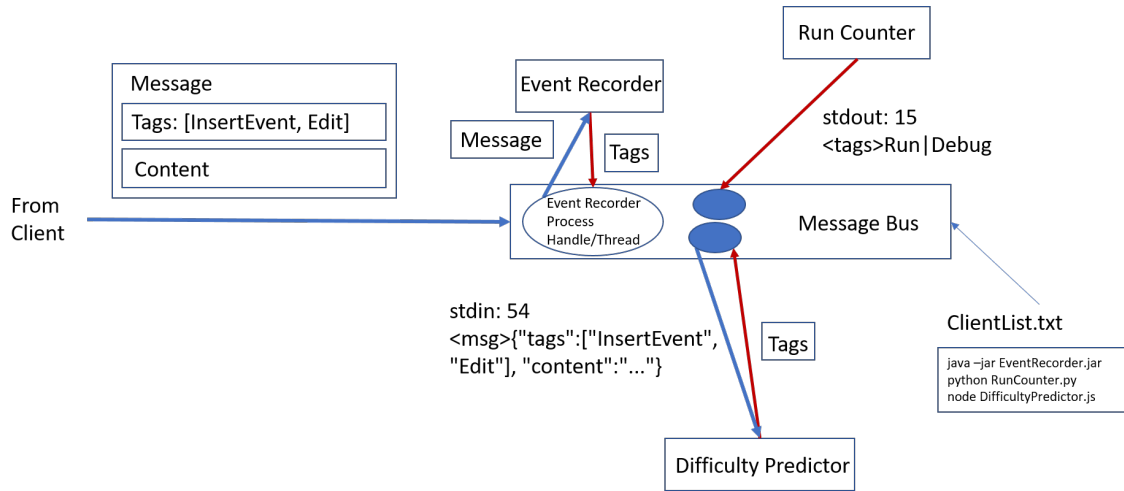 Run Counter
Message
Tags: [InsertEvent, Edit]
Content
Event Recorder
Message
Tags
stdout: 15
<tags>Run|Debug
From
Client
Event Recorder
Process
Handle/Thread
Message Bus
stdin: 54
<msg>{"tags":["InsertEvent",
"Edit"], "content":"..."}
Tags
ClientList.txt
java –jar EventRecorder.jar
python RunCounter.py
node DifficultyPredictor.js
Difficulty Predictor